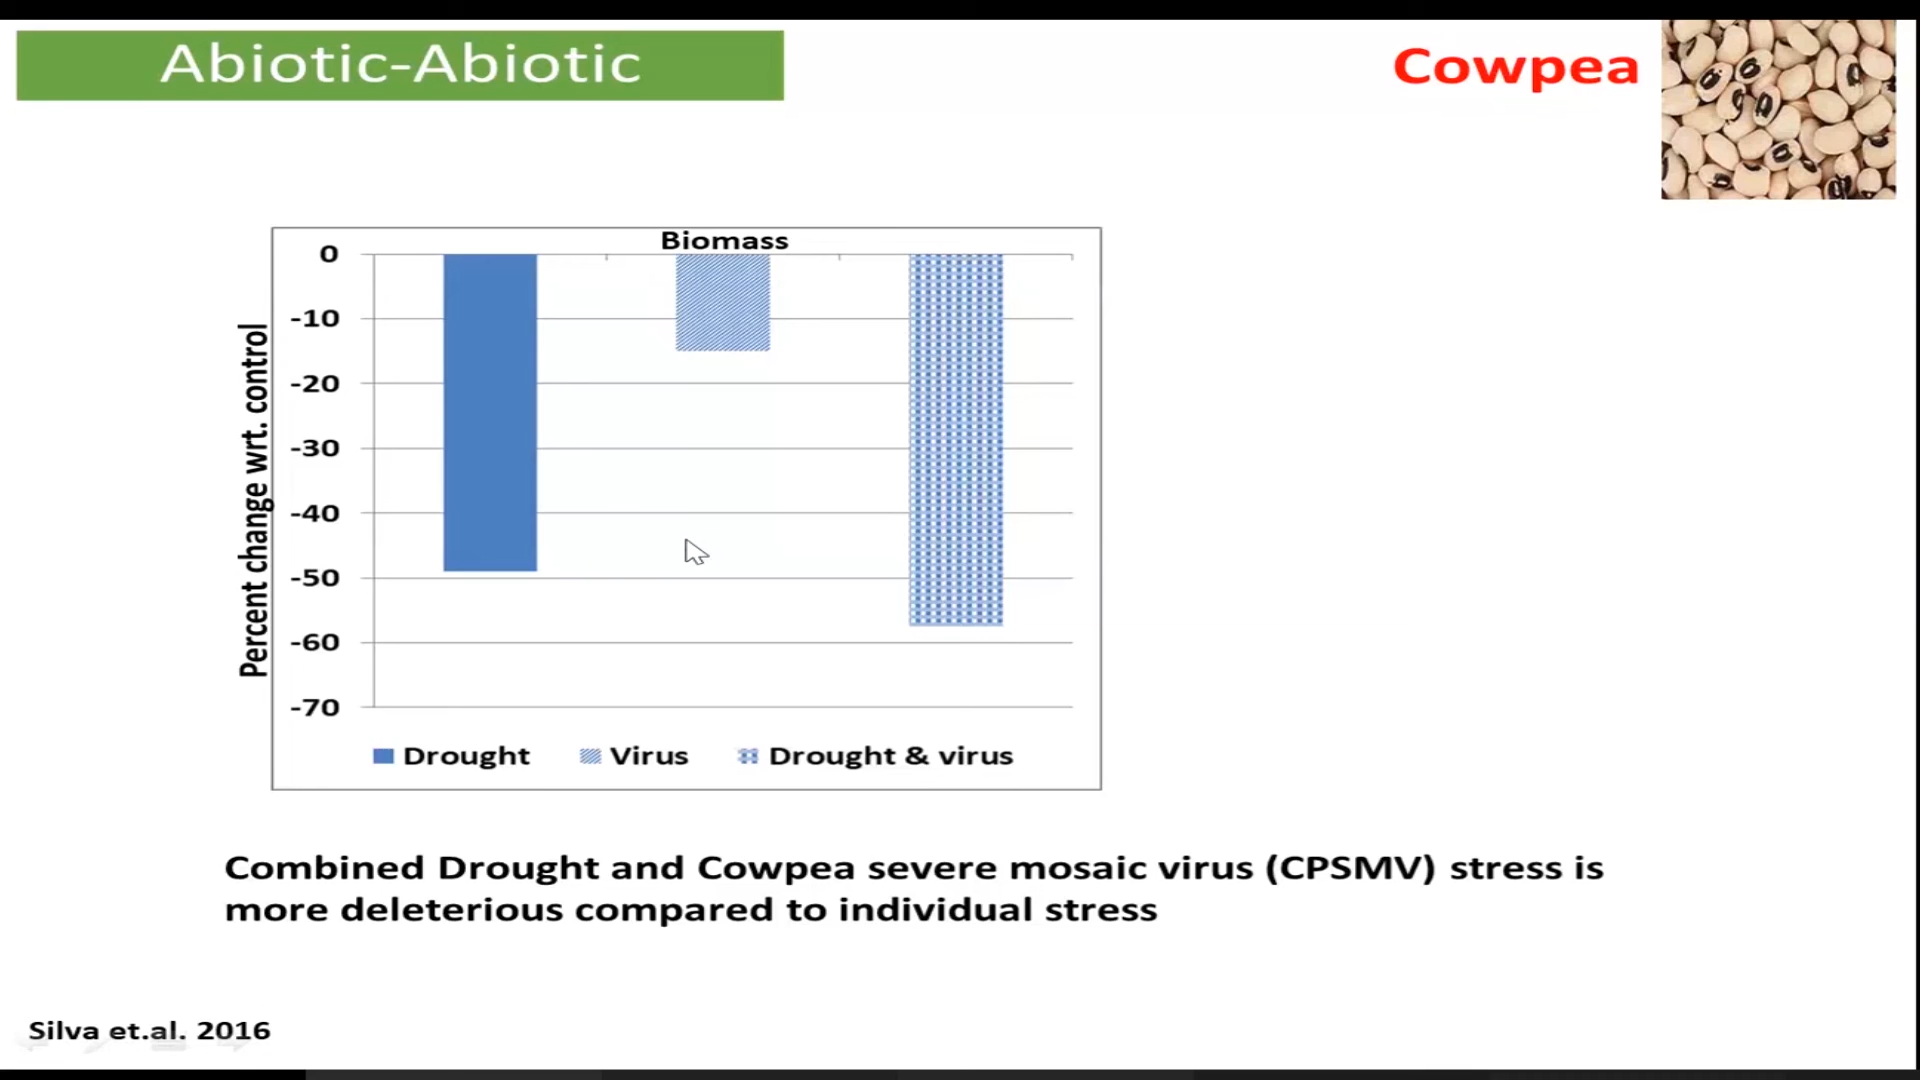 Abiotic-Abiotic
Cowpea
Biomass
Percent change wrt. control
0
-10
-20
-30
-40
-50
-60
-70
Drought
Virus
Drought & virus
Combined Drought and Cowpea severe mosaic virus (CPSMV) stress is
more deleterious compared to individual stress
Silva et.al. 2016